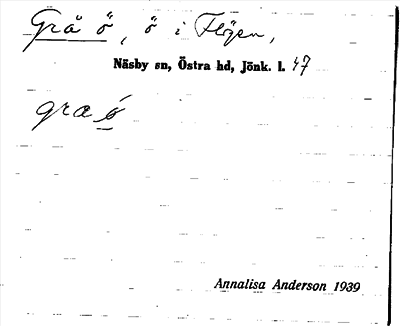 Grå ö, ö i Flögen,
Näsby sn, Östra hd, Jönk. l. 47
gra ö́
Annalisa Anderson 1939